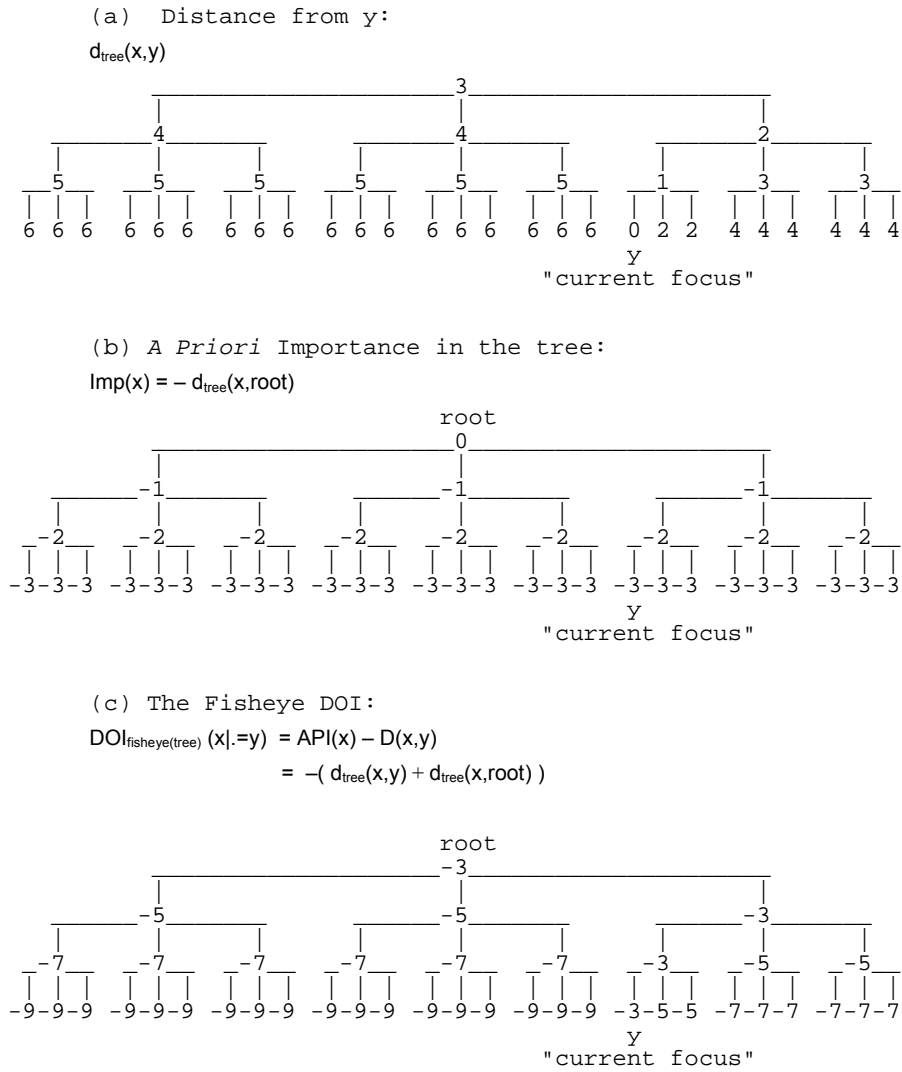 (a)  Distance from y:
dtree(x,y)
3
4 4 2
5 5 5 5 5 5 1 3 3
6 6 6 6 6 6 6 6 6 6 6 6 6 6 6 6 6 6 0 2 2 4 4 4 4 4 4
y
"current focus"
(b) A Priori Importance in the tree:
Imp(x) = – dtree(x,root)
root
0
-1 -1 -1
-2 -2 -2 -2 -2 -2 -2 -2 -2
-3-3-3 -3-3-3 -3-3-3 -3-3-3 -3-3-3 -3-3-3 -3-3-3 -3-3-3 -3-3-3
y
"current focus"
(c) The Fisheye DOI:
DOIfisheye(tree) (x|.=y) = API(x) – D(x,y)
= –( dtree(x,y) + dtree(x,root) )
root
-3
-5 -5 -3
-7 -7 -7 -7 -7 -7 -3 -5 -5
-9-9-9 -9-9-9 -9-9-9 -9-9-9 -9-9-9 -9-9-9 -3-5-5 -7-7-7 -7-7-7
y
"current focus"